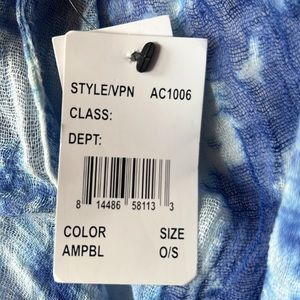 STYLE/VPN AC1006
CLASS:
DEPT:
8 14486 58113 3
COLOR SIZE
AMPBL O/S